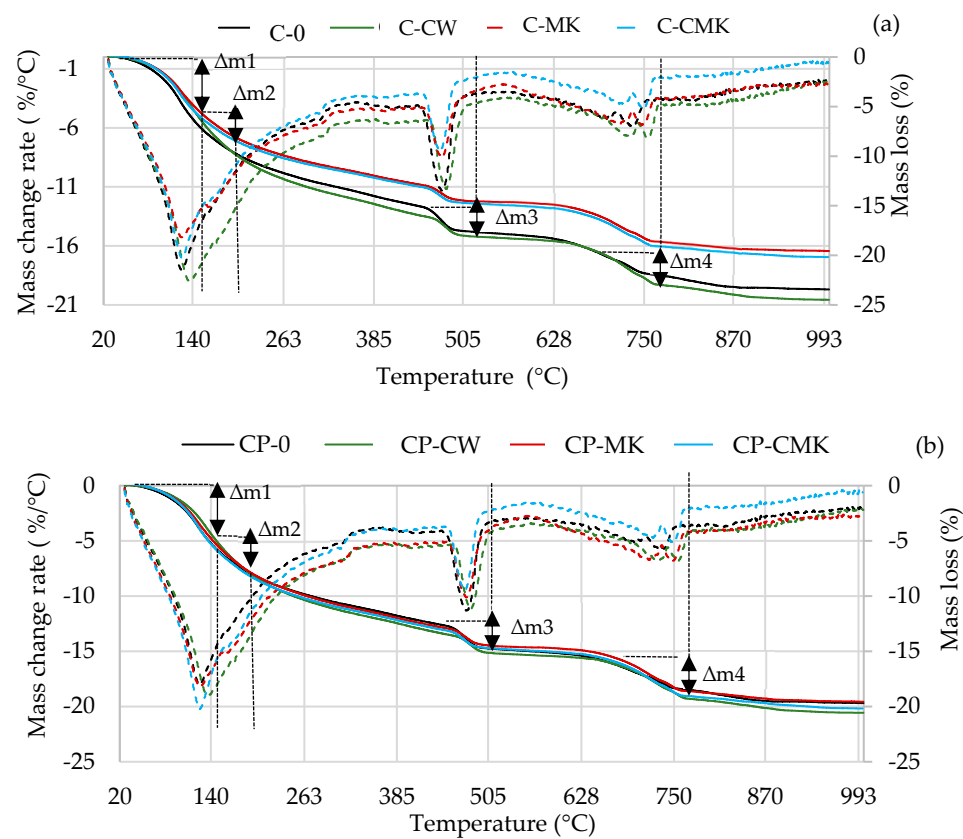 C-0 C-CW C-MK C-CMK (a)
Mass change rate ( %/°C)
-1
-6
-11
-16
-21
Δm1
Δm2
Δm3
Δm4
0
-5
-10
-15
-20
-25
Mass loss (%)
20 140 263 385 505 628 750 870 993
Temperature (°C)
CP-0 CP-CW CP-MK CP-CMK (b)
Mass change rate ( %/°C)
0
-5
-10
-15
-20
-25
Δm1
Δm2
Δm3
Δm4
0
-5
-10
-15
-20
-25
Mass loss (%)
20 140 263 385 505 628 750 870 993
Temperature (°C)